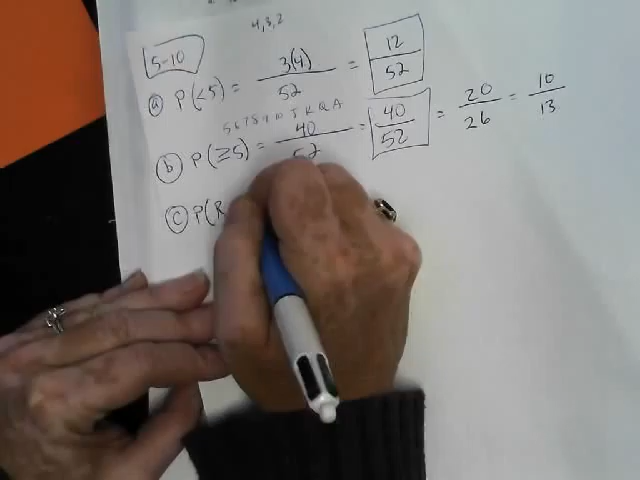 4,3,2
5-10
(a) P(<5) = 3(4)/52 = 12/52
5 6 7 8 9 10 J K Q A
(b) P(≥5) = 40/52 = 40/52 = 20/26 = 10/13
(c) P(R